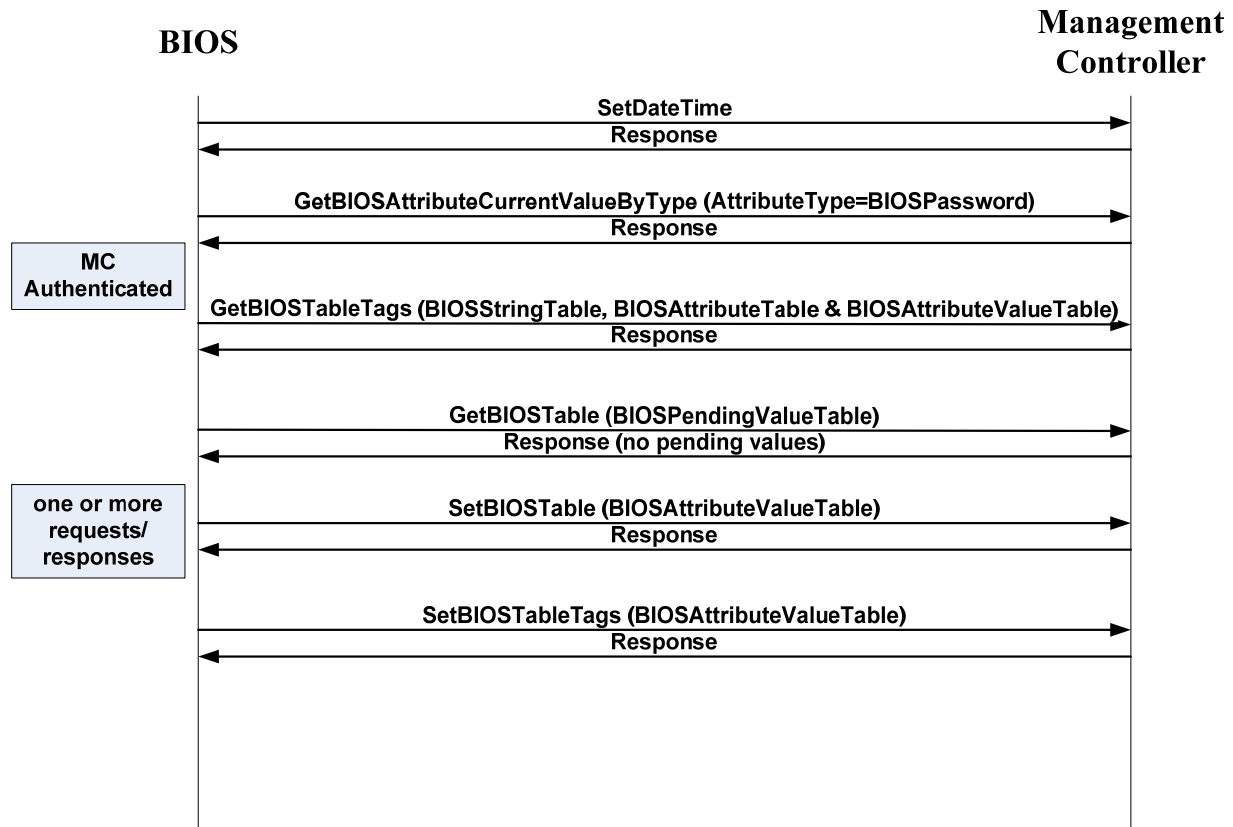 BIOS
Management
Controller
SetDateTime
Response
GetBIOSAttributeCurrentValueByType (AttributeType=BIOSPassword)
Response
MC
Authenticated
GetBIOSTableTags (BIOSStringTable, BIOSAttributeTable & BIOSAttributeValueTable)
Response
GetBIOSTable (BIOSPendingValueTable)
Response (no pending values)
one or more
requests/
responses
SetBIOSTable (BIOSAttributeValueTable)
Response
SetBIOSTableTags (BIOSAttributeValueTable)
Response